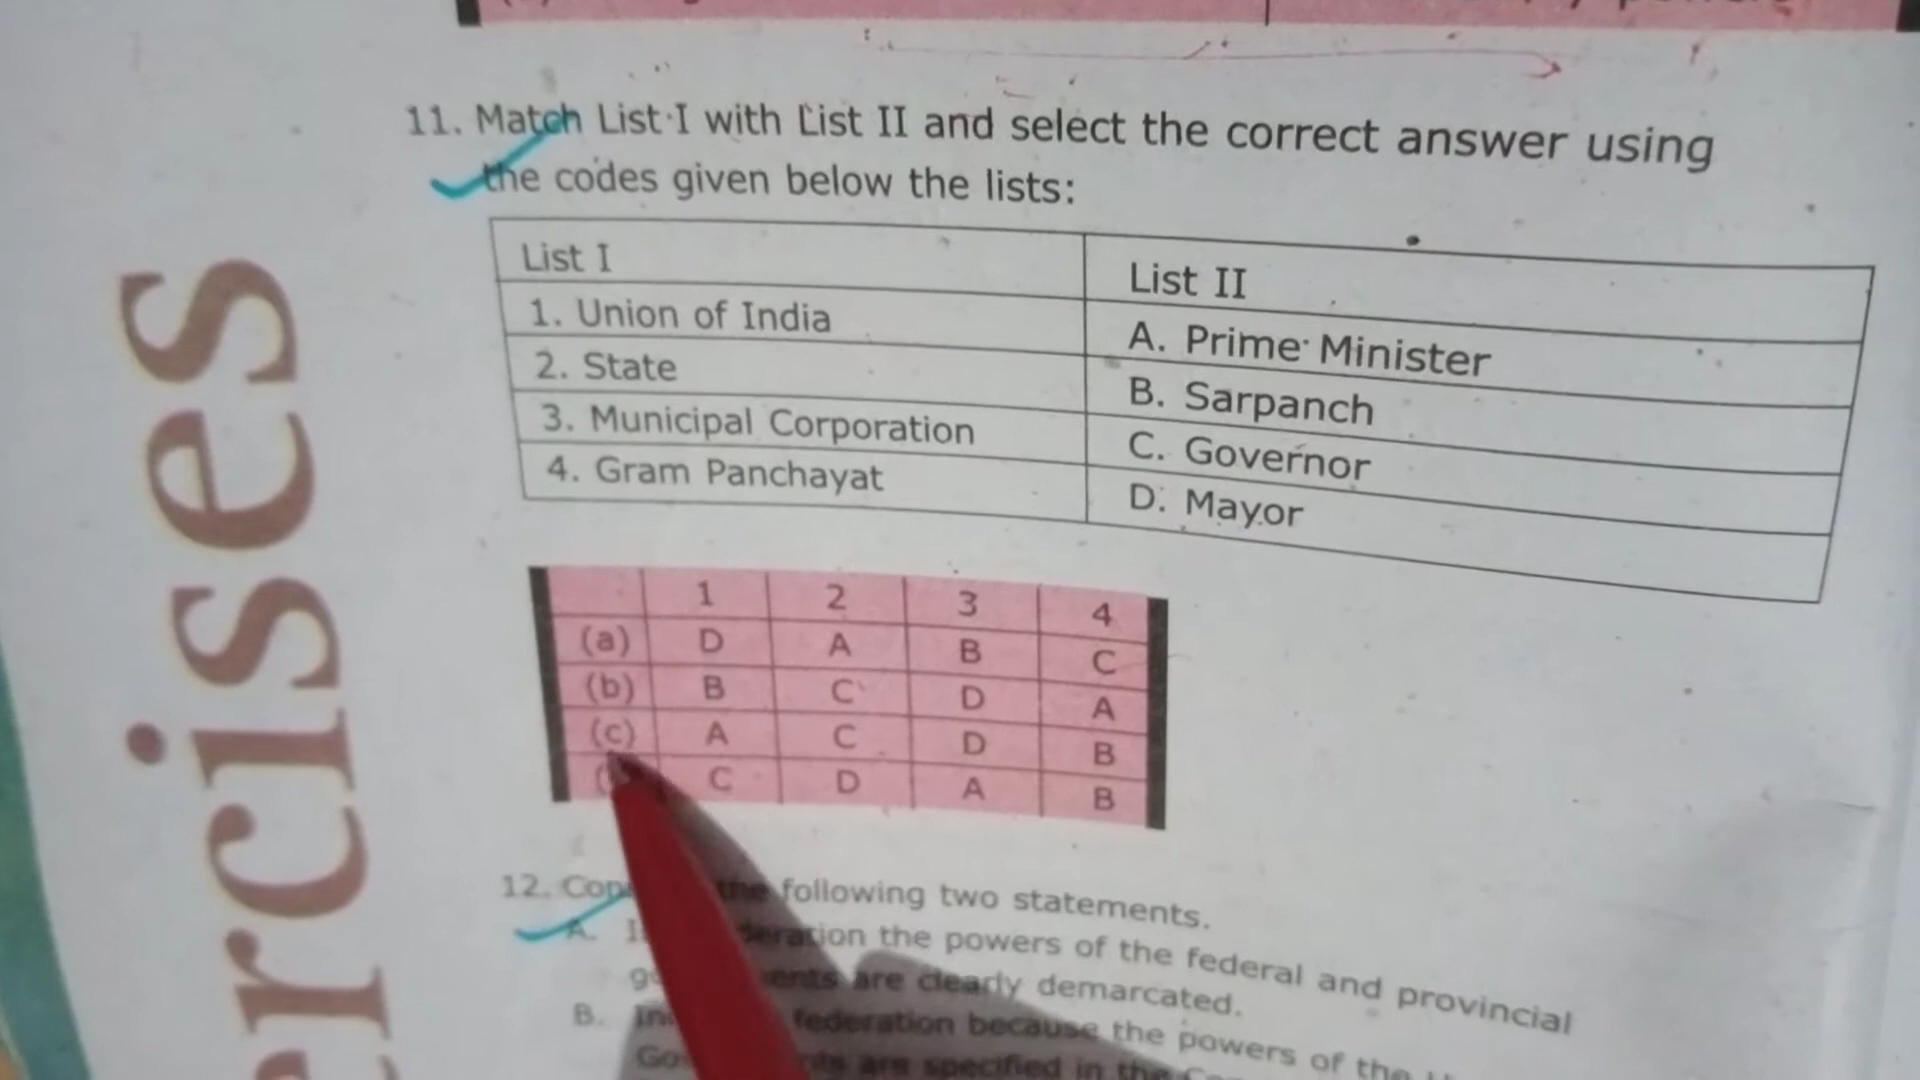 11. Match List I with List II and select the correct answer using
the codes given below the lists:
List I List II
1. Union of India A. Prime Minister
2. State B. Sarpanch
3. Municipal Corporation C. Governor
4. Gram Panchayat D. Mayor
1 2 3 4
(a) D A B C
(b) B C D A
(c) A C D B
C D A B
12. the following two statements.
A. the powers of the federal and provincial
are clearly demarcated.
B. federation because the powers of the
are specified in the
ercises